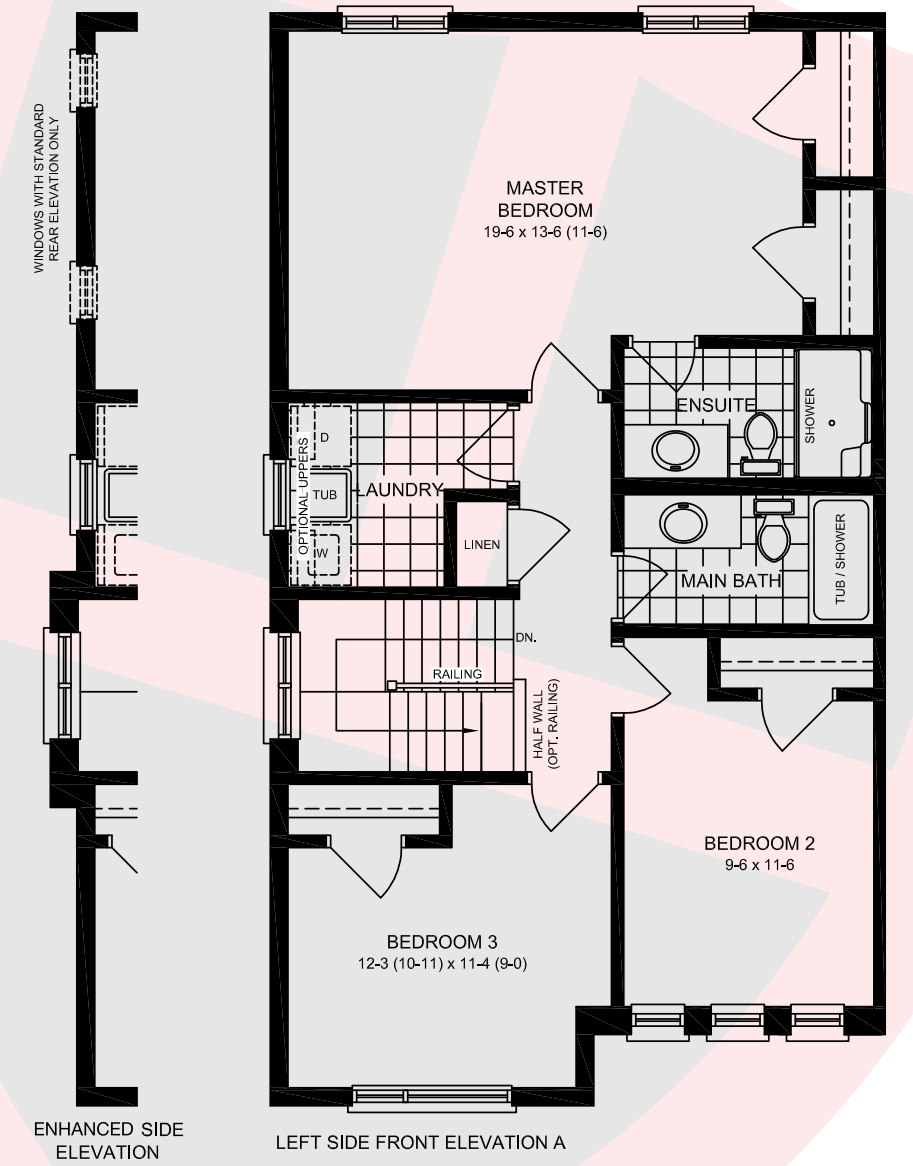 WINDOWS WITH STANDARD
REAR ELEVATION ONLY
MASTER
BEDROOM
19-6 x 13-6 (11-6)
ENSUITE
SHOWER
OPTIONAL UPPERS
D
TUB
LAUNDRY
W
LINEN
MAIN BATH
TUB / SHOWER
DN.
RAILING
HALF WALL
(OPT. RAILING)
BEDROOM 2
9-6 x 11-6
BEDROOM 3
12-3 (10-11) x 11-4 (9-0)
ENHANCED SIDE
ELEVATION
LEFT SIDE FRONT ELEVATION A